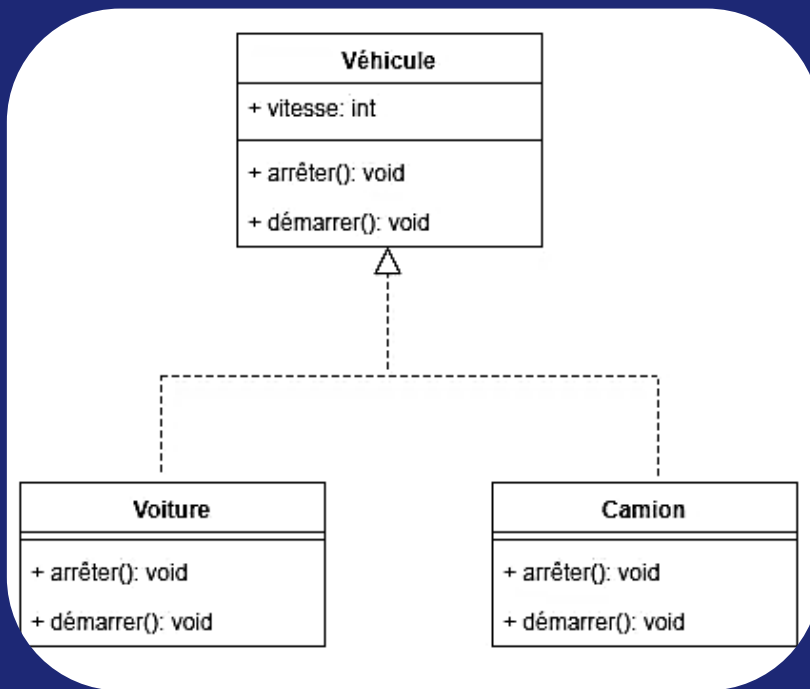 Véhicule
+ vitesse: int
+ arrêter(): void
+ démarrer(): void
Voiture
+ arrêter(): void
+ démarrer(): void
Camion
+ arrêter(): void
+ démarrer(): void